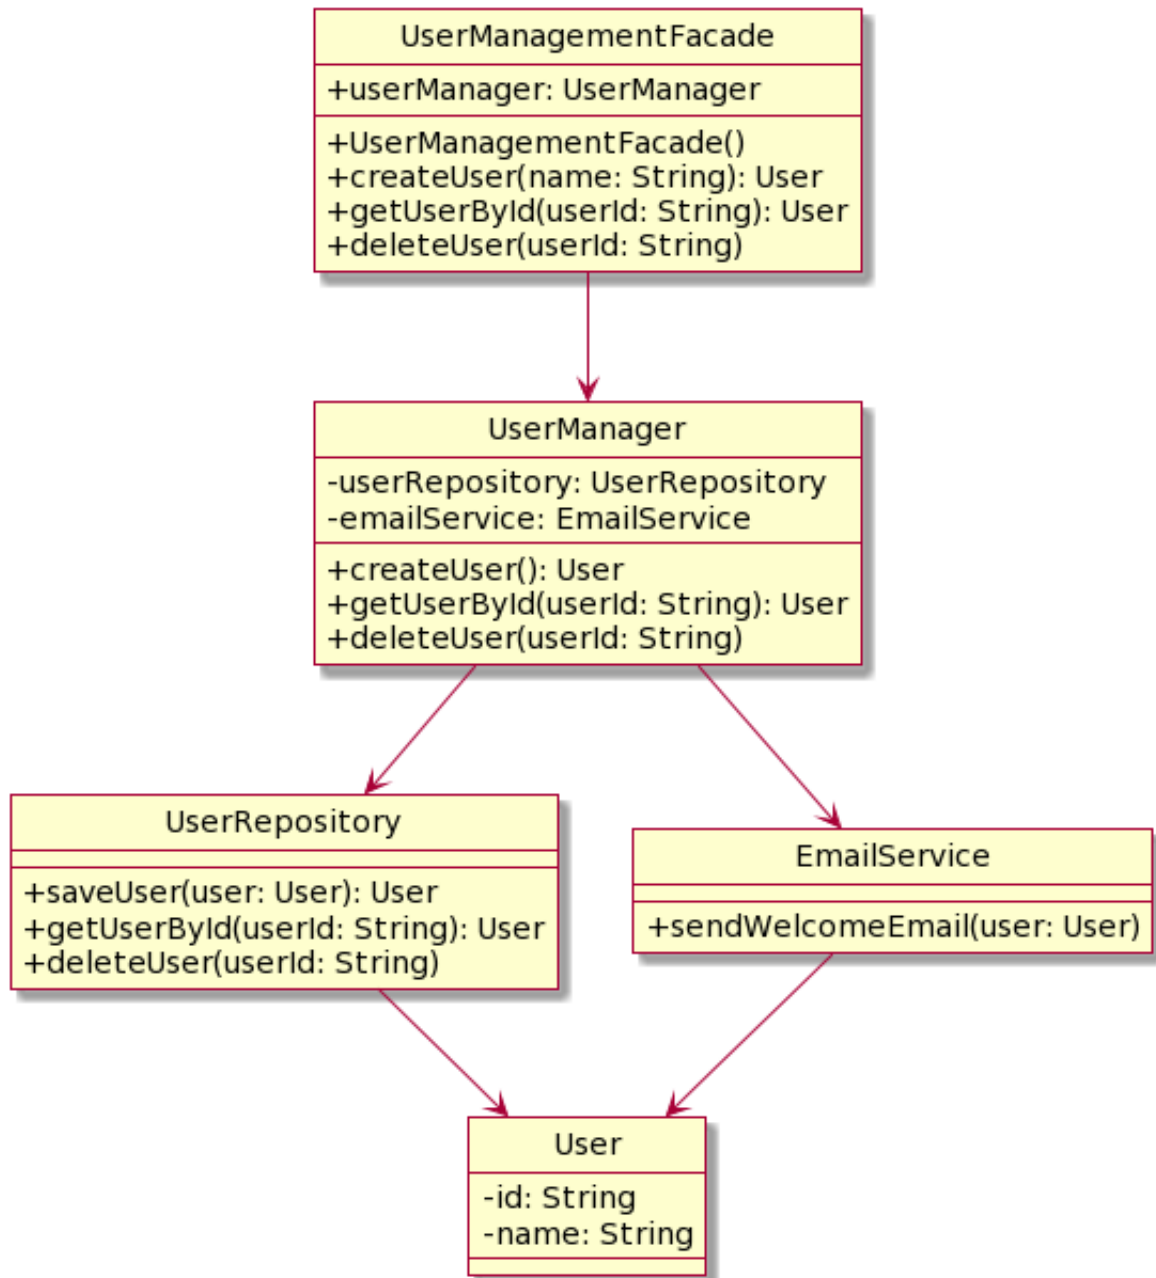 UserManagementFacade
+userManager: UserManager
+UserManagementFacade()
+createUser(name: String): User
+getUserById(userId: String): User
+deleteUser(userId: String)
UserManager
-userRepository: UserRepository
-emailService: EmailService
+createUser(): User
+getUserById(userId: String): User
+deleteUser(userId: String)
UserRepository
+saveUser(user: User): User
+getUserById(userId: String): User
+deleteUser(userId: String)
EmailService
+sendWelcomeEmail(user: User)
User
-id: String
-name: String